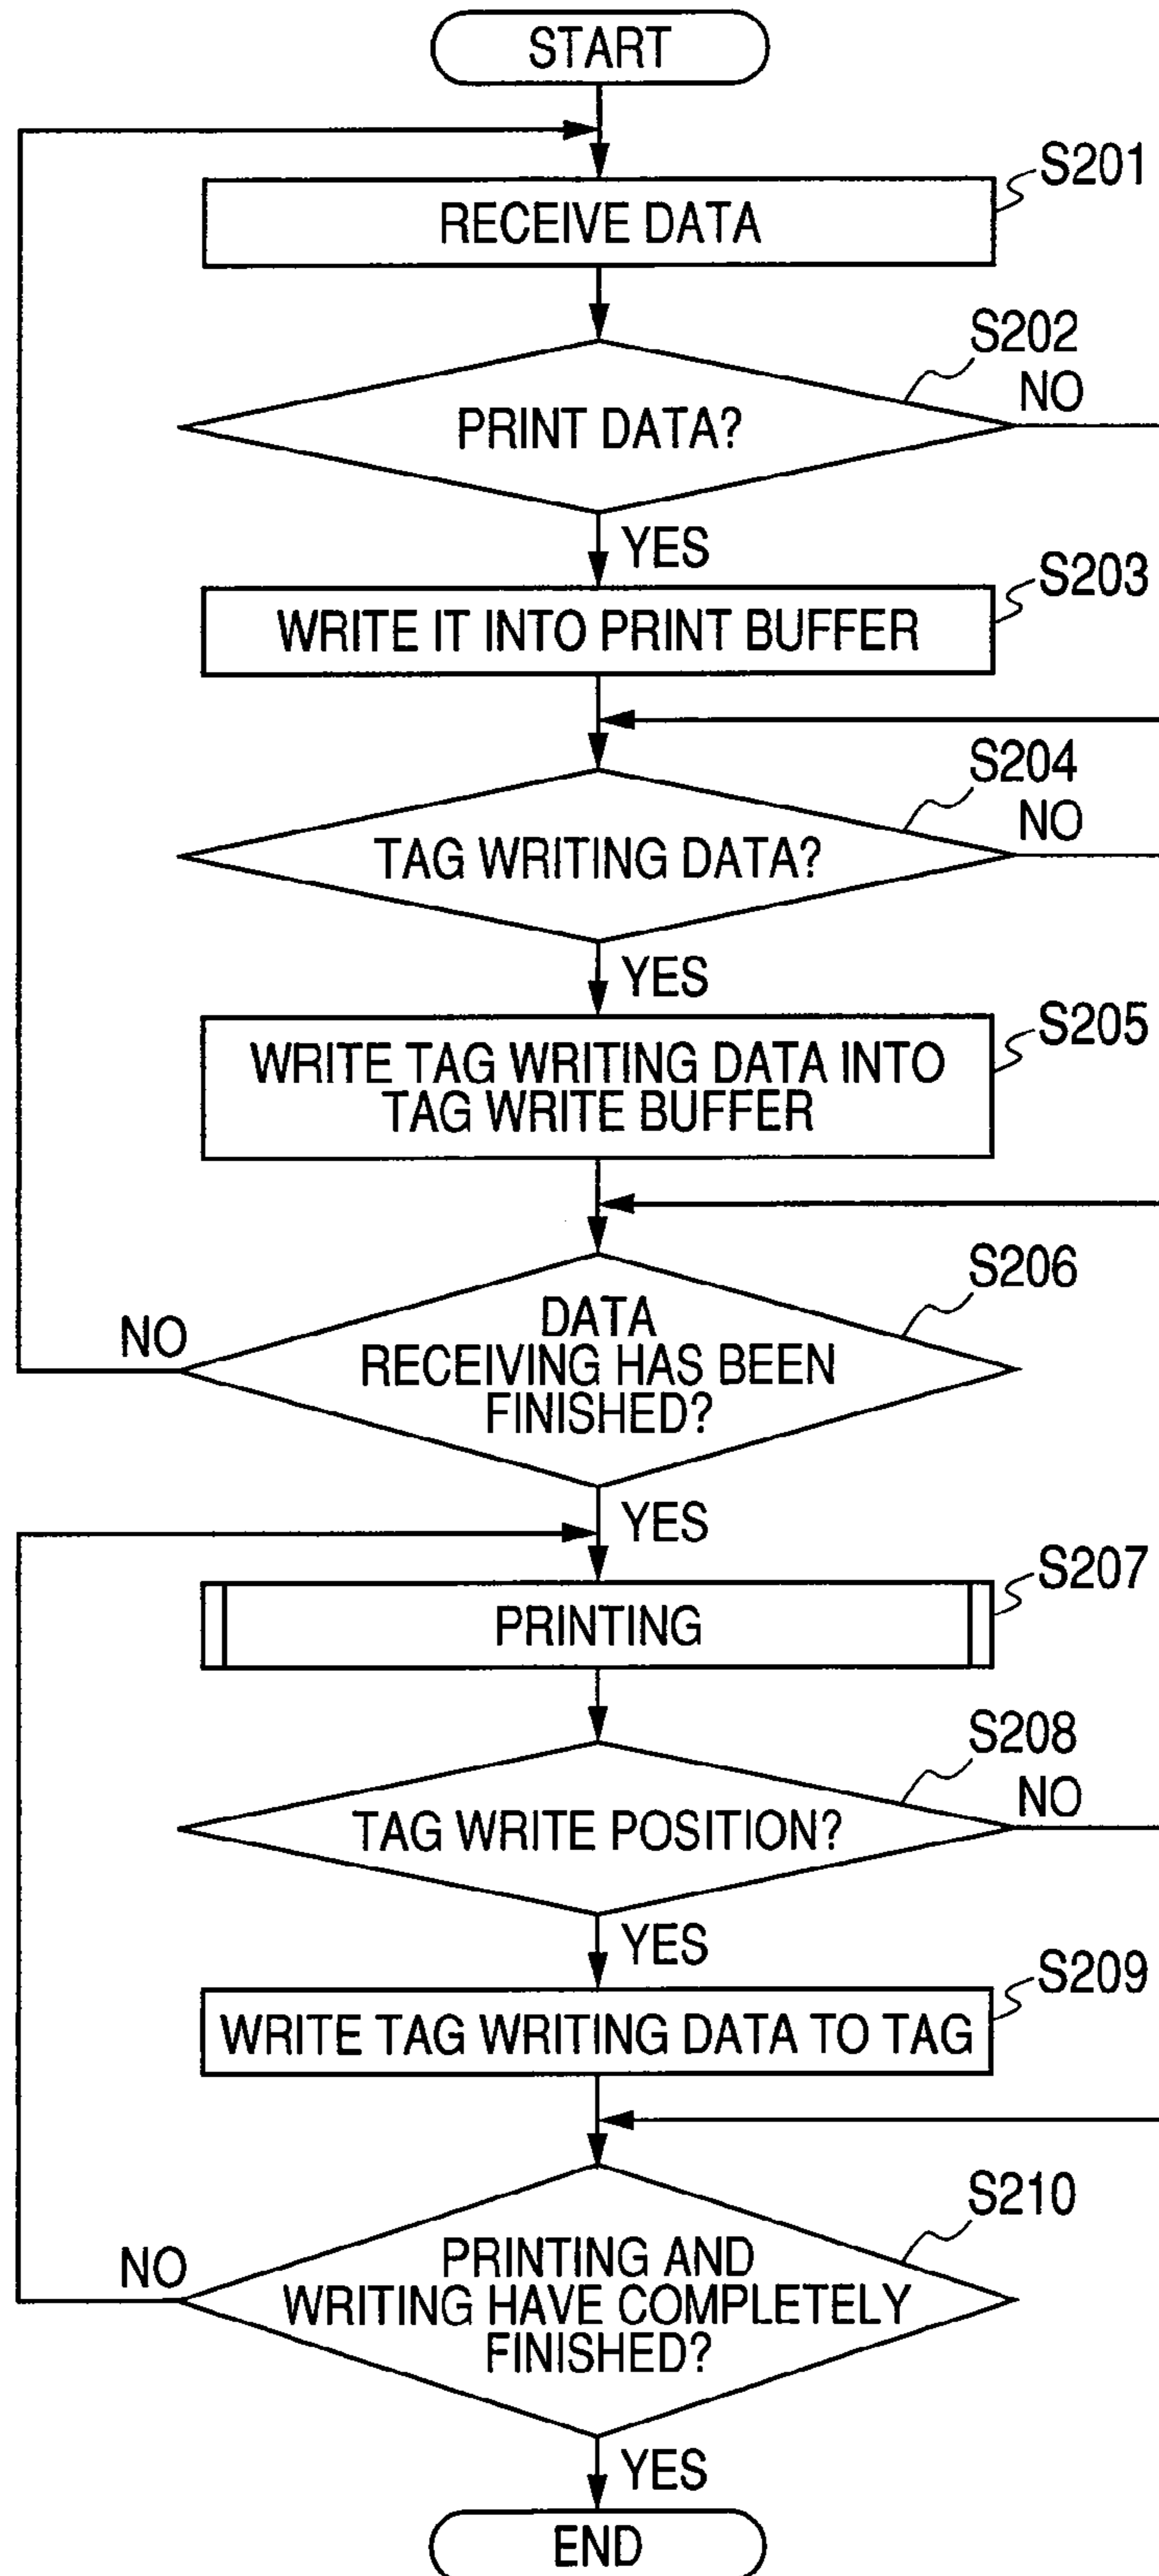 START
S201
RECEIVE DATA
S202
PRINT DATA?
NO
YES
S203
WRITE IT INTO PRINT BUFFER
S204
TAG WRITING DATA?
NO
YES
S205
WRITE TAG WRITING DATA INTO
TAG WRITE BUFFER
S206
DATA
RECEIVING HAS BEEN
FINISHED?
NO
YES
S207
PRINTING
S208
TAG WRITE POSITION?
NO
YES
S209
WRITE TAG WRITING DATA TO TAG
S210
PRINTING AND
WRITING HAVE COMPLETELY
FINISHED?
NO
YES
END